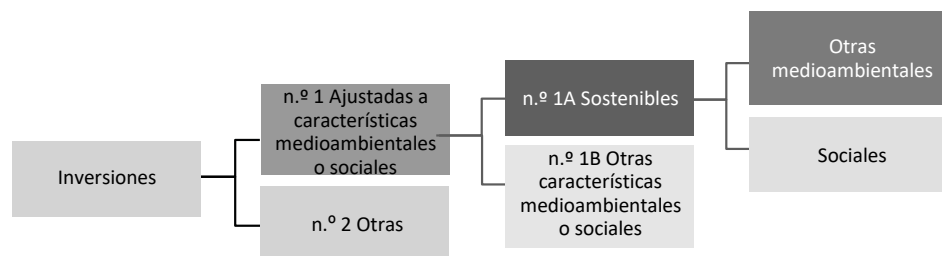 Inversiones
n.º 1 Ajustadas a
características
medioambientales
o sociales
n.º 2 Otras
n.º 1A Sostenibles
n.º 1B Otras
características
medioambientales
o sociales
Otras
medioambientales
Sociales